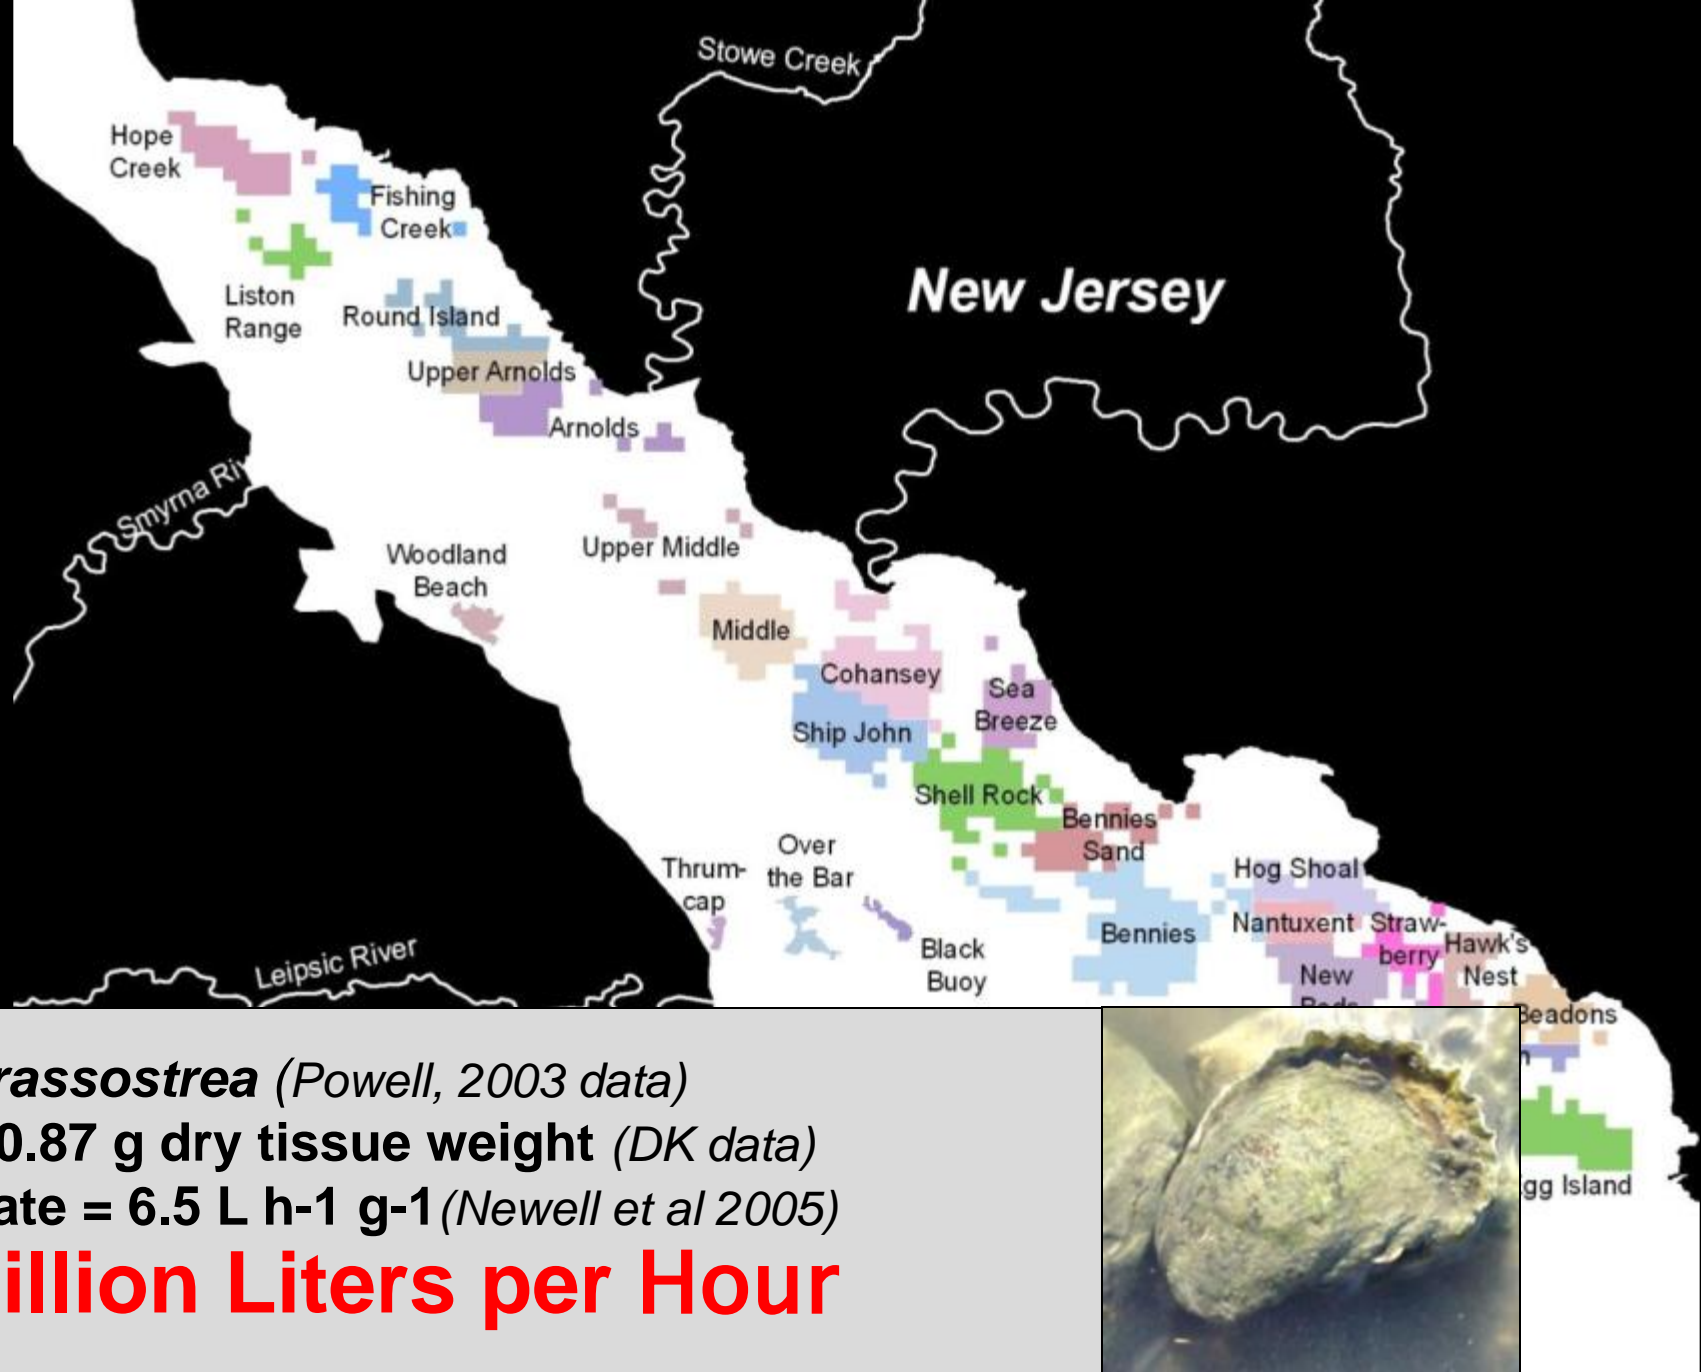 Stowe Creek
Hope
Creek
Fishing
Creek
New Jersey
Liston
Range
Round Island
Upper Arnolds
Arnolds
Smyrna
Upper Middle
Woodland
Beach
Middle
Cohansey
Sea
Breeze
Ship John
Shell Rock
Bennies
Sand
Over
the Bar
Thrum-
cap
Hog Shoal
Nantuxent
Straw-
berry
Hawk's
Nest
Bennies
Black
Buoy
New
Leipsic River
Beadons
gg Island
rassostrea (Powell, 2003 data)
0.87 g dry tissue weight (DK data)
ate = 6.5 L h-1 g-1(Newell et al 2005)
illion Liters per Hour